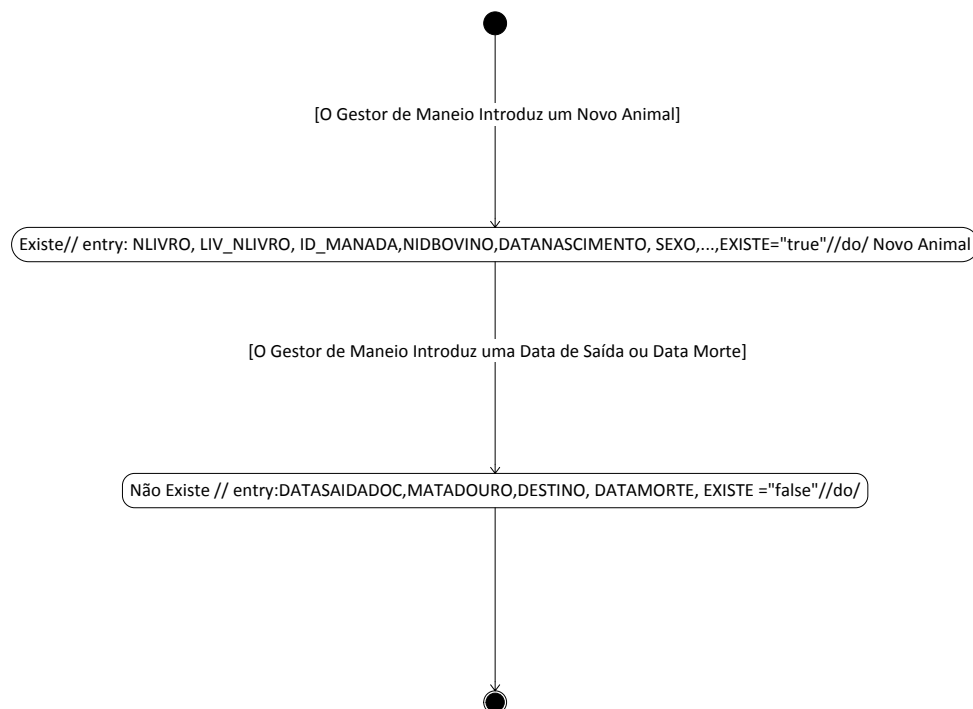 [O Gestor de Maneio Introduz um Novo Animal]
Existe// entry: NLIVRO, LIV_NLIVRO, ID_MANADA,NIDBOVINO,DATANASCIMENTO, SEXO,...,EXISTE="true"//do/ Novo Animal
[O Gestor de Maneio Introduz uma Data de Saída ou Data Morte]
Não Existe // entry:DATASAIDADOC,MATADOURO,DESTINO, DATAMORTE, EXISTE ="false"//do/